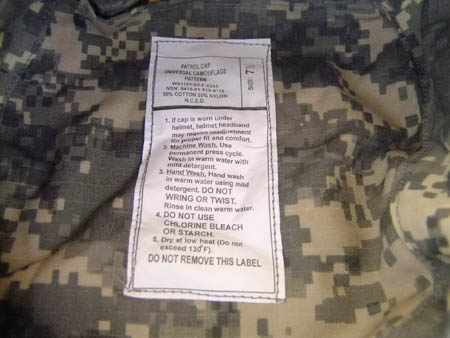 PATROL CAP
UNIVERSAL CAMOUFLAGE
PATTERN
50% COTTON 50% NYLON
N.C.E.D.
SIZE: 7
1. If cap is worn under
helmet, helmet headband
may require readjustment
for proper fit and comfort.
2. Machine Wash. Use
permanent press cycle.
Wash in warm water with
mild detergent.
3. Hand Wash. Hand wash
in warm water using mild
detergent. DO NOT
WRING OR TWIST.
Rinse in clean warm water.
4. DO NOT USE
CHLORINE BLEACH
OR STARCH.
5. Dry at low heat (Do not
exceed 130°F).
DO NOT REMOVE THIS LABEL